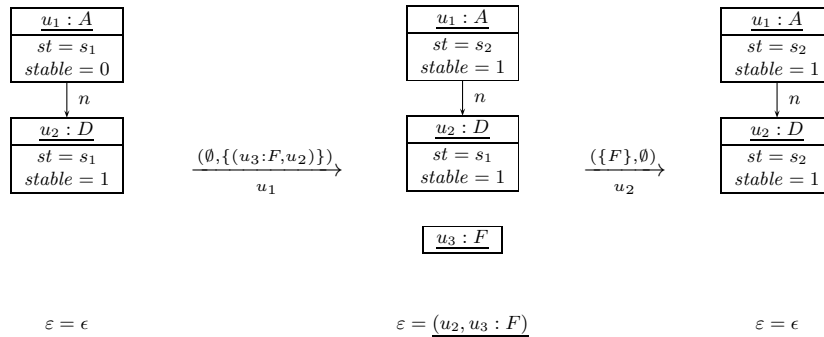 u₁ : A
st = s₁
stable = 0
n
u₂ : D
st = s₁
stable = 1
ε = ϵ
(∅,{(u₃:F,u₂)})
u₁
u₁ : A
st = s₂
stable = 1
n
u₂ : D
st = s₁
stable = 1
u₃ : F
ε = (u₂, u₃ : F)
({F},∅)
u₂
u₁ : A
st = s₂
stable = 1
n
u₂ : D
st = s₂
stable = 1
ε = ϵ